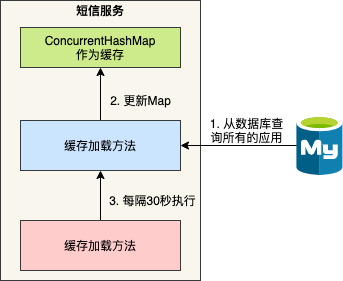 短信服务
ConcurrentHashMap
作为缓存
2. 更新Map
1. 从数据库查
询所有的应用
缓存加载方法
My
3. 每隔30秒执行
缓存加载方法